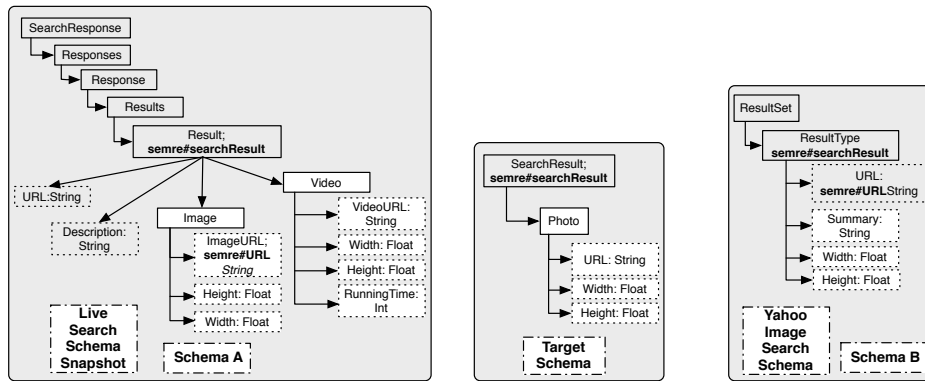 SearchResponse
Responses
Response
Results
Result;
semre#searchResult
URL:String
Description:
String
Image
ImageURL;
semre#URL
String
Height: Float
Width: Float
Video
VideoURL:
String
Width: Float
Height: Float
RunningTime:
Int
Live
Search
Schema
Snapshot
Schema A
SearchResult;
semre#searchResult
Photo
URL: String
Width: Float
Height: Float
Target
Schema
ResultSet
ResultType
semre#searchResult
URL:
semre#URLString
Summary:
String
Width: Float
Height: Float
Yahoo
Image
Search
Schema
Schema B